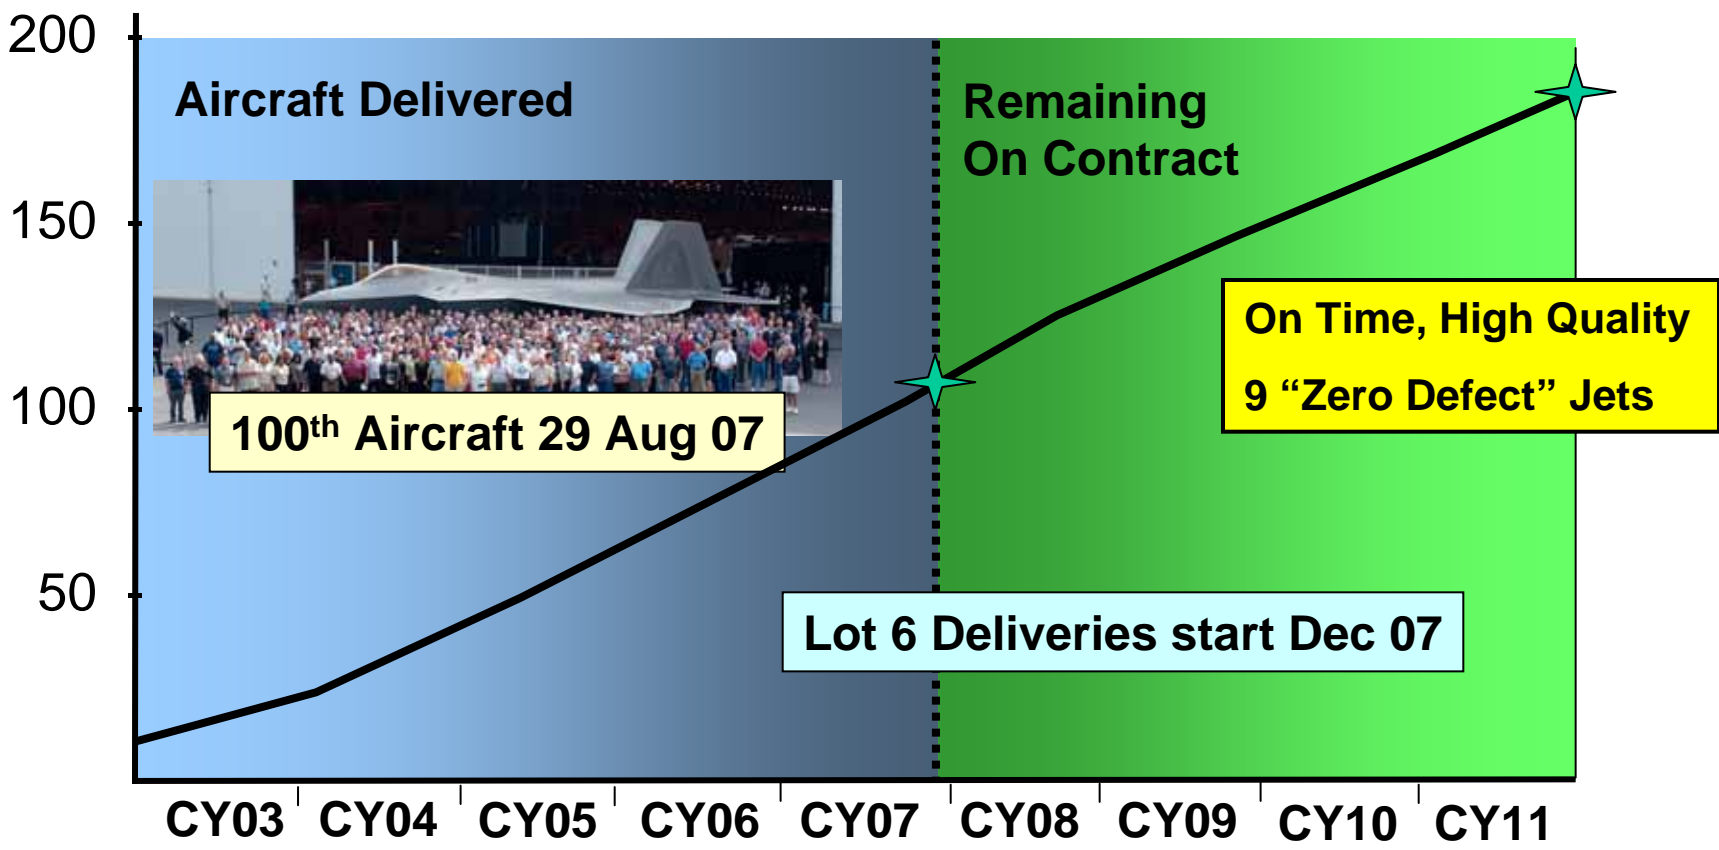 200
Aircraft Delivered
Remaining
On Contract
150
On Time, High Quality
9 “Zero Defect” Jets
100
100th Aircraft 29 Aug 07
50
Lot 6 Deliveries start Dec 07
CY03 CY04 CY05 CY06 CY07 CY08 CY09 CY10 CY11